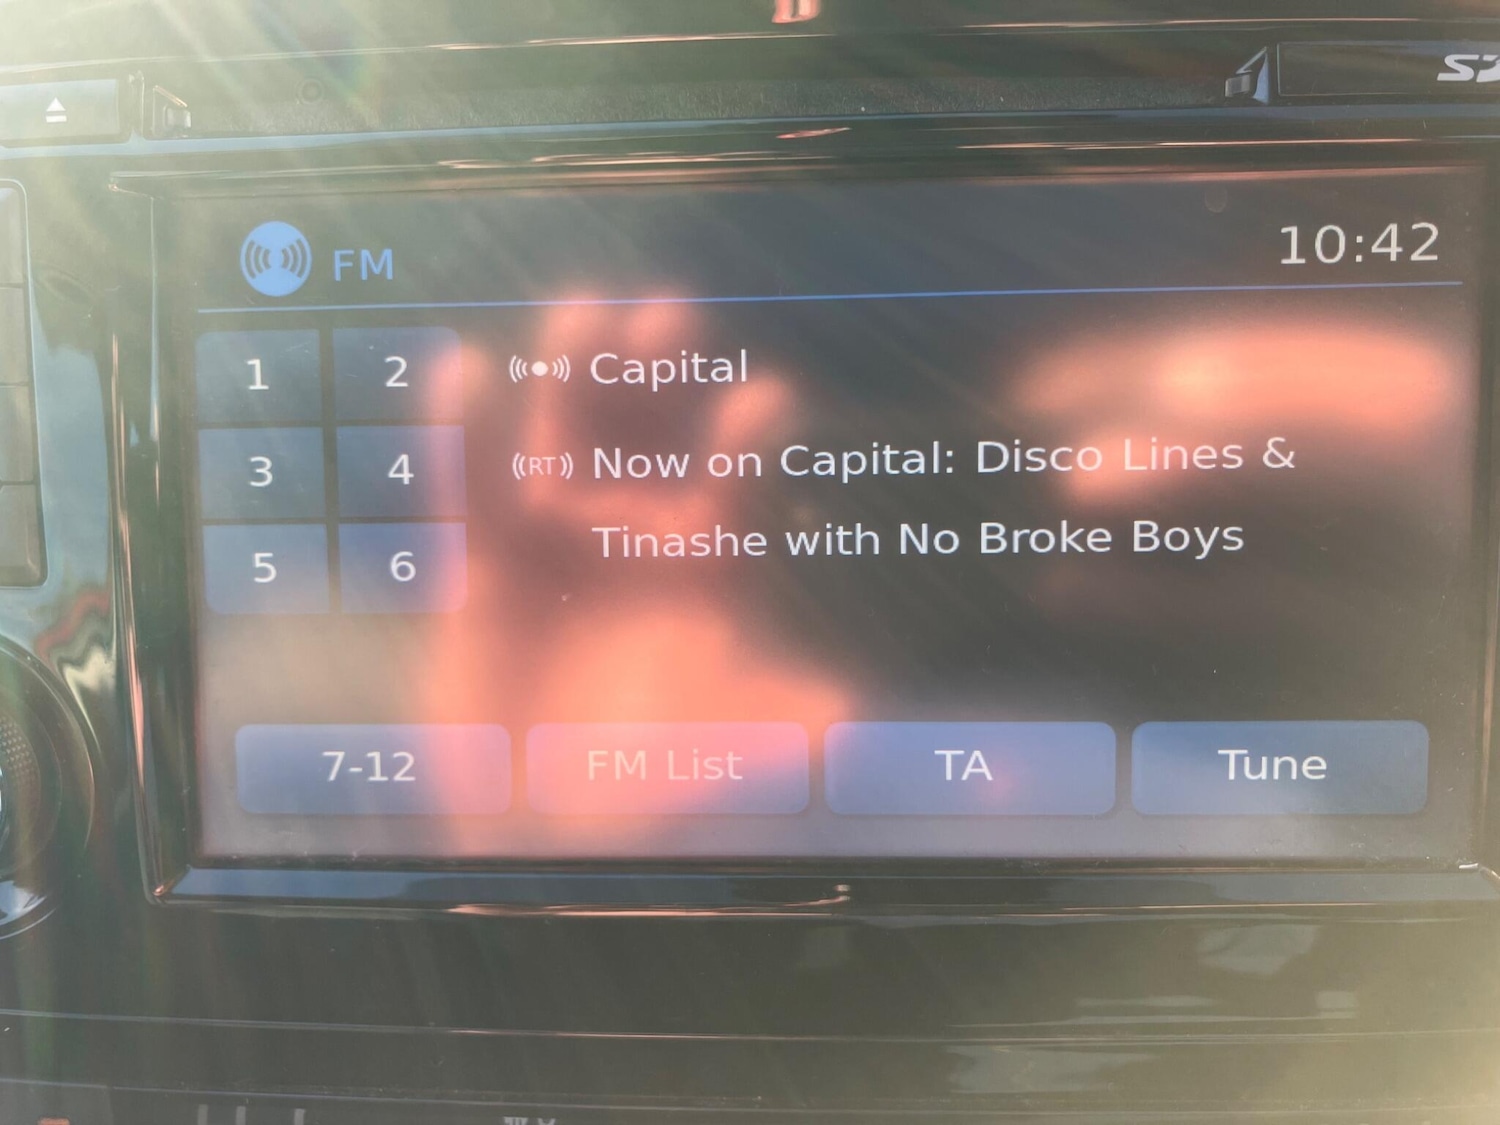 FM
10:42
1 2
3 4
5 6
Capital
RT Now on Capital: Disco Lines &
Tinashe with No Broke Boys
7-12 FM List TA Tune